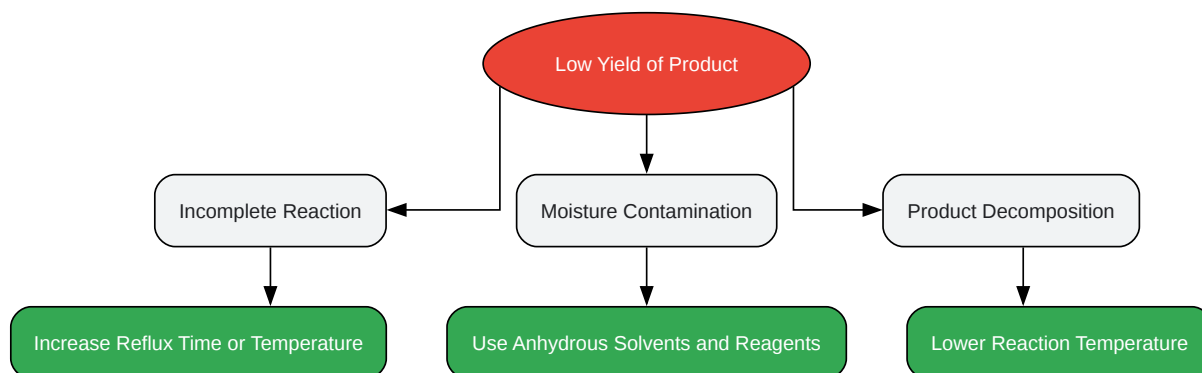 Low Yield of Product
Incomplete Reaction
Moisture Contamination
Product Decomposition
Increase Reflux Time or Temperature
Use Anhydrous Solvents and Reagents
Lower Reaction Temperature